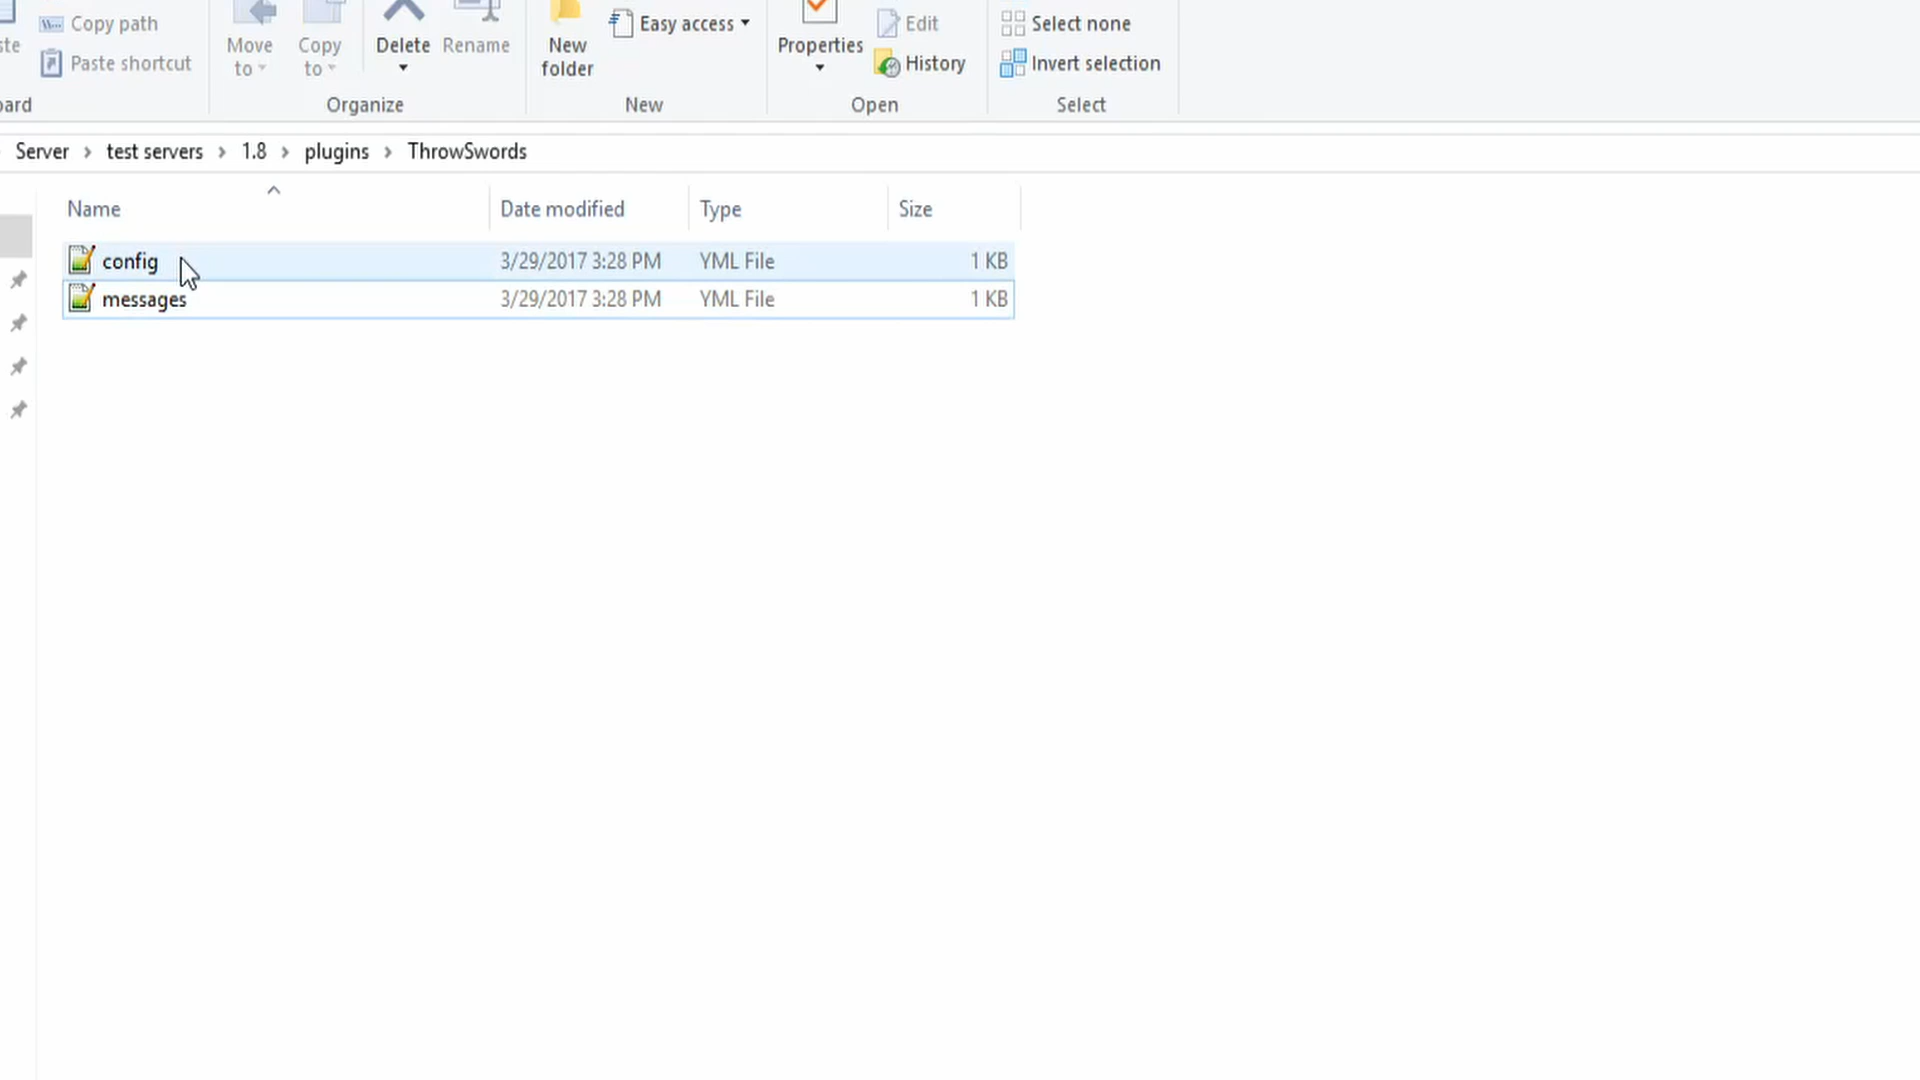 Copy path
Paste shortcut
Move to
Copy to
Delete
Rename
New folder
Easy access
Properties
Edit
History
Select none
Invert selection
Organize
New
Open
Select
Server > test servers > 1.8 > plugins > ThrowSwords
Name Date modified Type Size
config 3/29/2017 3:28 PM YML File 1 KB
messages 3/29/2017 3:28 PM YML File 1 KB